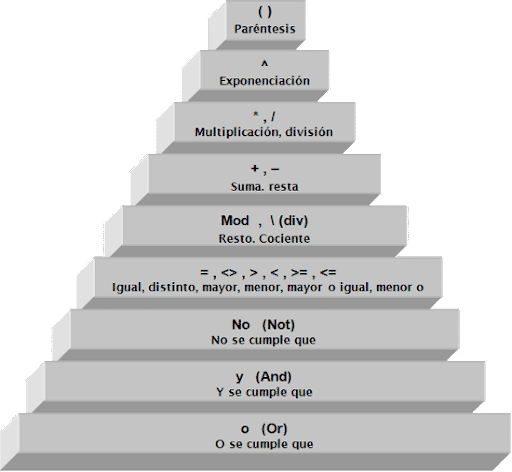 ( )
Paréntesis
^
Exponenciación
* , /
Multiplicación, división
+ , –
Suma. resta
Mod , \ (div)
Resto. Cociente
= , <> , > , < , >= , <=
Igual, distinto, mayor, menor, mayor o igual, menor o
No (Not)
No se cumple que
y (And)
Y se cumple que
o (Or)
O se cumple que